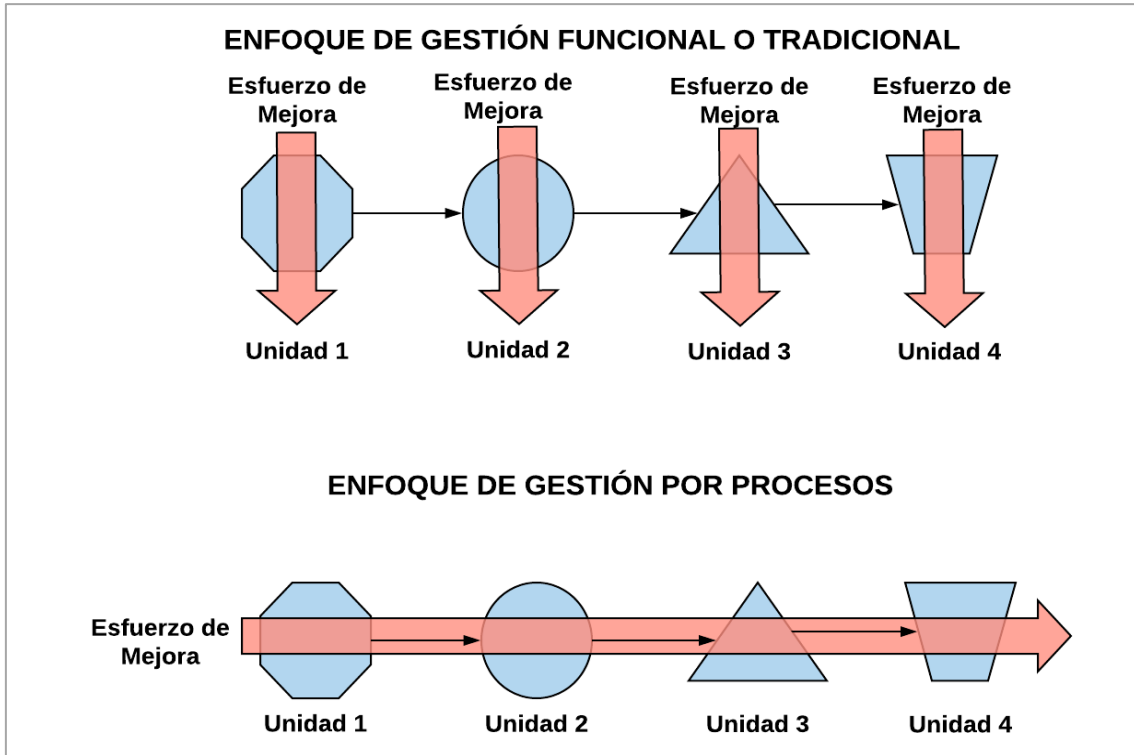 ENFOQUE DE GESTIÓN FUNCIONAL O TRADICIONAL
Esfuerzo de
Mejora
Esfuerzo de
Mejora
Esfuerzo de
Mejora
Esfuerzo de
Mejora
Unidad 1
Unidad 2
Unidad 3
Unidad 4
ENFOQUE DE GESTIÓN POR PROCESOS
Esfuerzo de
Mejora
Unidad 1
Unidad 2
Unidad 3
Unidad 4